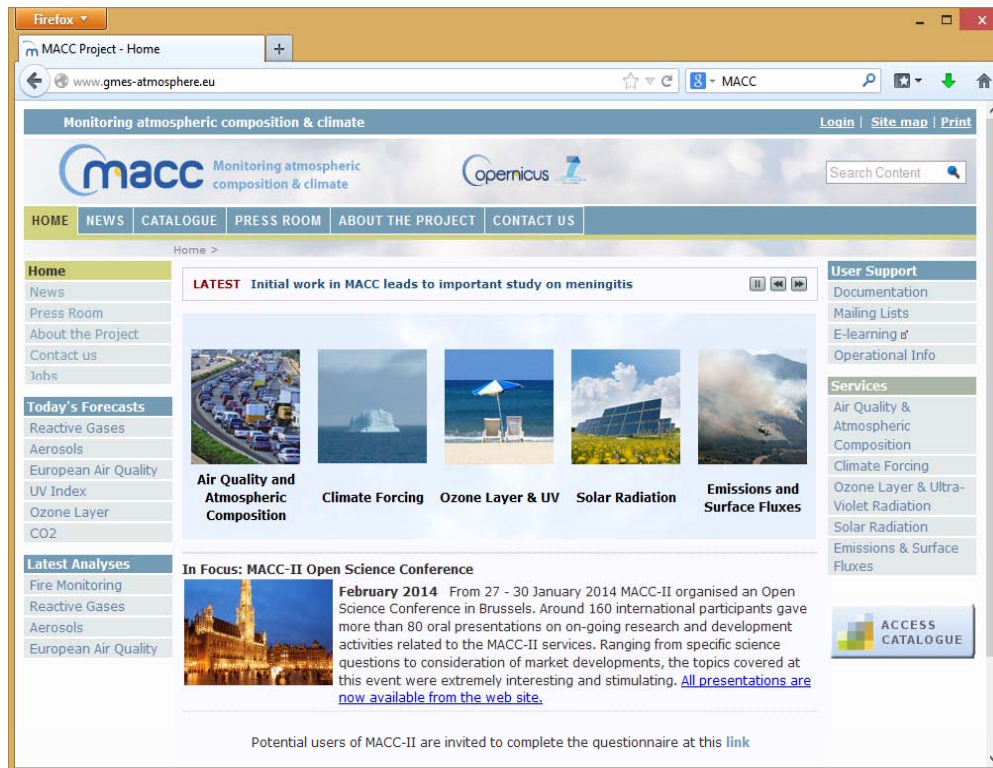 Firefox
MACC Project - Home
www.gmes-atmosphere.eu
MACC
Monitoring atmospheric composition & climate
Login | Site map | Print
macc Monitoring atmospheric
composition & climate
Copernicus
Search Content
HOME NEWS CATALOGUE PRESS ROOM ABOUT THE PROJECT CONTACT US
Home >
Home
News
Press Room
About the Project
Contact us
Jobs
Today's Forecasts
Reactive Gases
Aerosols
European Air Quality
UV Index
Ozone Layer
CO2
Latest Analyses
Fire Monitoring
Reactive Gases
Aerosols
European Air Quality
LATEST Initial work in MACC leads to important study on meningitis
Air Quality and
Atmospheric
Composition
Climate Forcing
Ozone Layer & UV
Solar Radiation
Emissions and
Surface Fluxes
In Focus: MACC-II Open Science Conference
February 2014 From 27 - 30 January 2014 MACC-II organised an Open
Science Conference in Brussels. Around 160 international participants gave
more than 80 oral presentations on on-going research and development
activities related to the MACC-II services. Ranging from specific science
questions to consideration of market developments, the topics covered at
this event were extremely interesting and stimulating. All presentations are
now available from the web site.
Potential users of MACC-II are invited to complete the questionnaire at this link
User Support
Documentation
Mailing Lists
E-learning
Operational Info
Services
Air Quality &
Atmospheric
Composition
Climate Forcing
Ozone Layer & Ultra-
Violet Radiation
Solar Radiation
Emissions & Surface
Fluxes
ACCESS
CATALOGUE